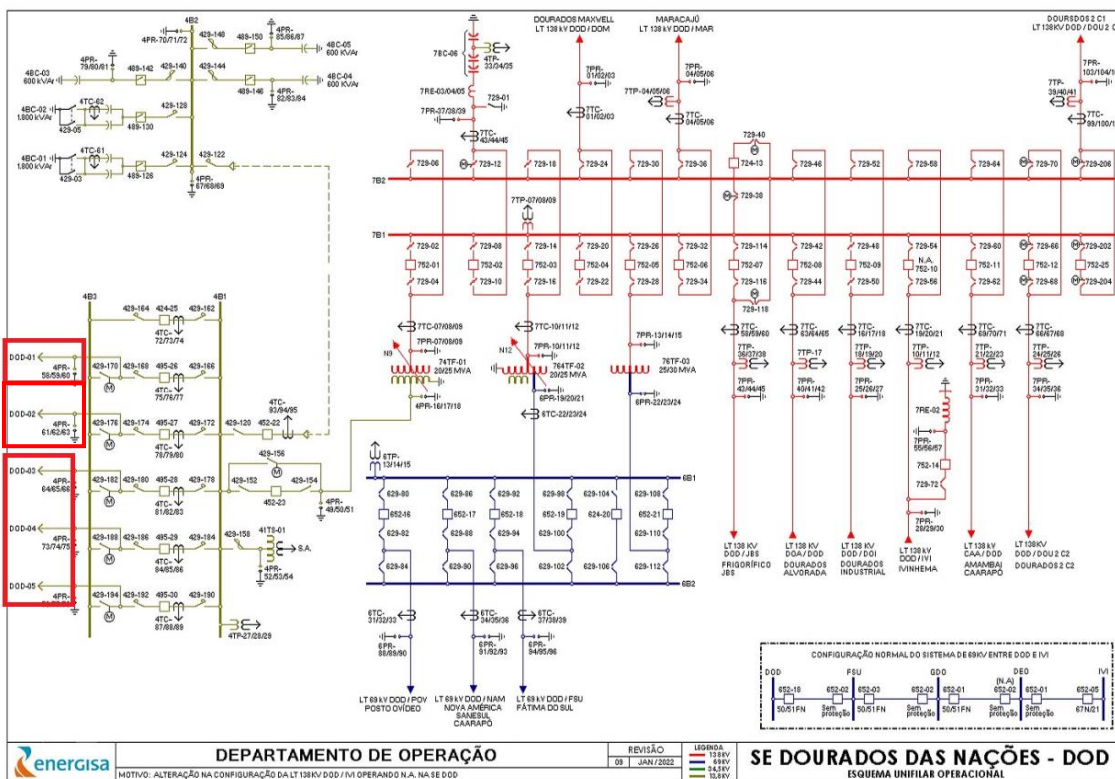 4B2
4PR-70/71/72
429-148
489-150
4PR-
85/86/87
4BC-05
600 KVAr
4PR-
79/80/81
4BC-03
600 kVAr
489-142
429-140
429-144
489-146
4BC-04
600 KVAr
4PR-
82/83/84
4BC-02
1.800 kVAr
4TC-62
429-05
489-130
429-128
4BC-01
1.800 kVAr
4TC-61
429-03
489-126
429-124
429-122
4PR-
67/68/69
7BC-06
4TP-
33/34/35
7RE-03/04/05
729-01
7PR-37/38/39
7TC-
43/44/45
DOURADOS MAXWELL
LT 138 kV DOD / DOM
7PR-
01/02/03
7TC-
01/02/03
MARACAJÚ
LT 138 kV DOD / MAR
7PR-
04/05/06
7TP-04/05/06
7TC-
04/05/06
DOURSDOS 2 C1
7PR-
103/104/1
7TP-
39/40/41
7TC-
99/100/1
729-06
729-12
729-18
729-24
729-30
729-36
729-40
724-13
729-38
729-46
729-52
729-58
729-64
729-70
729-206
7B2
7TP-07/08/09
7B1
729-02
752-01
729-04
729-08
752-02
729-10
729-14
752-03
729-16
729-20
752-04
729-22
729-26
752-05
729-28
729-32
752-06
729-34
729-114
752-07
729-116
729-118
729-42
752-08
729-44
729-48
752-09
729-50
729-54
N.A.
752-10
729-56
729-60
752-11
729-62
729-66
752-12
729-68
729-202
752-25
729-204
7TC-07/08/09
7PR-07/08/09
N9
74TF-01
20/25 MVA
4PR-16/17/18
7TC-10/11/12
7PR-10/11/12
N12
764TF-02
20/25 MVA
6PR-19/20/21
6TC-22/23/24
7PR-13/14/15
76TF-03
25/30 MVA
6PR-22/23/24
7TC-
58/59/60
7TP-
36/37/38
7PR-
43/44/45
7TC-
63/64/65
7TP-17
7PR-
40/41/42
7TC-
16/17/18
7TP-
18/19/20
7PR-
25/26/27
7TC-
19/20/21
7TP-
10/11/12
7RE-02
7PR-
55/56/57
752-14
729-72
7PR-
28/29/30
7TC-
69/70/71
7TP-
21/22/23
7PR-
31/32/33
7TC-
66/67/68
7TP-
24/25/26
7PR-
34/35/36
LT 138 KV
DOD / JBS
FRIGORÍFICO
JBS
LT 138 KV
DOA / DOD
DOURADOS
ALVORADA
LT 138 KV
DOD / DOI
DOURADOS
INDUSTRIAL
LT 138 kV
DOD / IVI
IVINHEMA
LT 138 kV
CAA / DOD
AMAMBAI
CAARAPÓ
LT 138 KV
DOD / DOU 2 C2
DOURADOS 2 C2
4B3
4B1
429-164
424-25
429-162
4TC-
72/73/74
DOD-01
4PR-
58/59/60
429-170
429-168
495-26
429-166
4TC-
75/76/77
DOD-02
4PR-
61/62/63
429-176
429-174
495-27
429-172
4TC-
78/79/80
429-120
452-22
4TC-
93/94/95
DOD-03
4PR-
64/65/66
429-182
429-180
495-28
429-178
4TC-
81/82/83
429-156
429-152
452-23
429-154
4PR-
49/50/51
DOD-04
4PR-
73/74/75
429-188
429-186
495-29
429-184
4TC-
84/85/86
429-158
41TS-01
S.A.
4PR-
52/53/54
DOD-05
429-194
429-192
495-30
429-190
4TC-
87/88/89
4TP-27/28/29
6TP-
13/14/15
6B1
629-80
652-16
629-82
629-84
629-86
652-17
629-88
629-90
629-92
652-18
629-94
629-96
629-98
652-19
629-100
629-102
629-104
624-20
629-106
629-108
652-21
629-110
629-112
6B2
6TC-
31/32/33
6PR-
88/89/90
6TC-
34/35/36
6PR-
91/92/93
6TC-
37/38/39
6PR-
94/95/96
LT 69 kV DOD / POV
POSTO OVÍDEO
LT 69 kV DOD / NAM
NOVA AMÉRICA
SANESUL
CAARAPÓ
LT 69 kV DOD / FSU
FÁTIMA DO SUL
CONFIGURAÇÃO NORMAL DO SISTEMA DE 69KV ENTRE DOD E IVI
DOD
FSU
GDO
DEO
IVI
(N.A)
652-18
652-02
652-03
652-02
652-01
652-02
652-01
652-05
50/51FN
Sem
proteção
50/51FN
Sem
proteção
50/51FN
Sem
proteção
Sem
proteção
67N/21
energisa
DEPARTAMENTO DE OPERAÇÃO
MOTIVO: ALTERAÇÃO NA CONFIGURAÇÃO DA LT 138KV DOD / IVI OPERANDO N.A. NA SE DOD
REVISÃO
09 JAN / 2022
LEGENDA
138KV
69KV
34,5KV
13,8KV
SE DOURADOS DAS NAÇÕES - DOD
ESQUEMA UNIFILAR OPERACIONAL